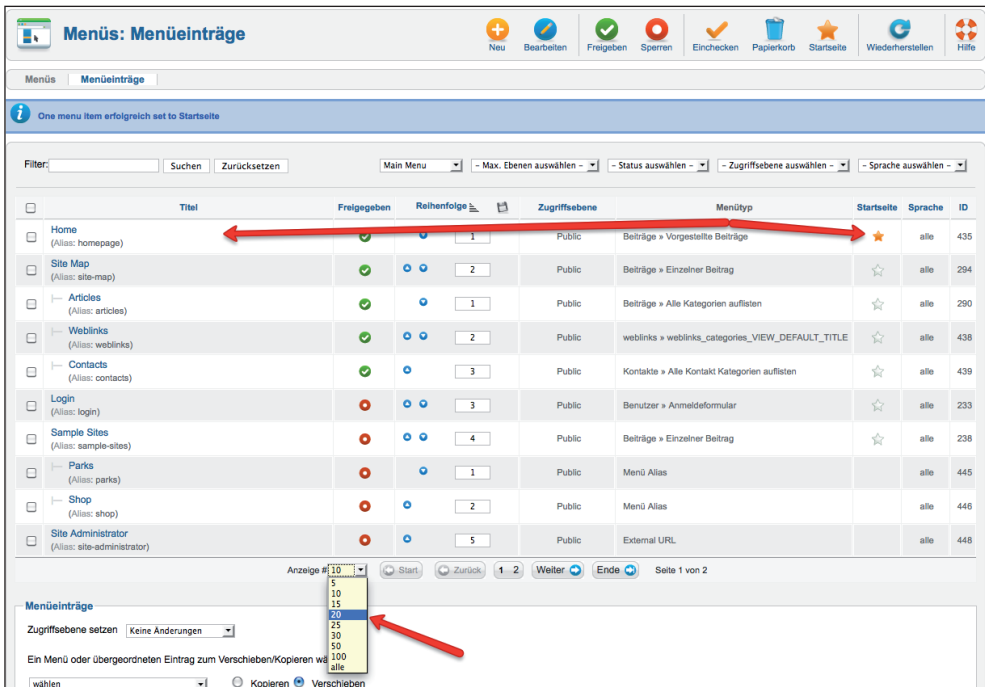 Menüs: Menüeinträge
Neu Bearbeiten Freigeben Sperren Einchecken Papierkorb Startseite Wiederherstellen Hilfe
Menüs Menüeinträge
One menu item erfolgreich set to Startseite
Filter: Suchen Zurücksetzen Main Menu - Max. Ebenen auswählen - - Status auswählen - - Zugriffsebene auswählen - - Sprache auswählen -
Titel Freigegeben Reihenfolge Zugriffsebene Menütyp Startseite Sprache ID
Home
(Alias: homepage) 1 Public Beiträge » Vorgestellte Beiträge alle 435
Site Map
(Alias: site-map) 2 Public Beiträge » Einzelner Beitrag alle 294
Articles
(Alias: articles) 1 Public Beiträge » Alle Kategorien auflisten alle 290
Weblinks
(Alias: weblinks) 2 Public weblinks » weblinks_categories_VIEW_DEFAULT_TITLE alle 438
Contacts
(Alias: contacts) 3 Public Kontakte » Alle Kontakt Kategorien auflisten alle 439
Login
(Alias: login) 3 Public Benutzer » Anmeldeformular alle 233
Sample Sites
(Alias: sample-sites) 4 Public Beiträge » Einzelner Beitrag alle 238
Parks
(Alias: parks) 1 Public Menü Alias alle 445
Shop
(Alias: shop) 2 Public Menü Alias alle 446
Site Administrator
(Alias: site-administrator) 5 Public External URL alle 448
Anzeige # 10 Start Zurück 1 2 Weiter Ende Seite 1 von 2
5
10
15
20
25
30
50
100
alle
Menüeinträge
Zugriffsebene setzen Keine Änderungen
Ein Menü oder übergeordneten Eintrag zum Verschieben/Kopieren wä
wählen Kopieren Verschieben